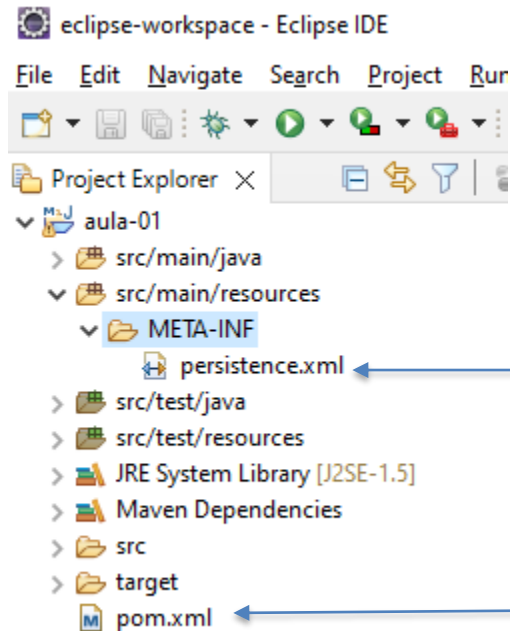 eclipse-workspace - Eclipse IDE
File Edit Navigate Search Project Run
Project Explorer
aula-01
src/main/java
src/main/resources
META-INF
persistence.xml
src/test/java
src/test/resources
JRE System Library [J2SE-1.5]
Maven Dependencies
src
target
pom.xml